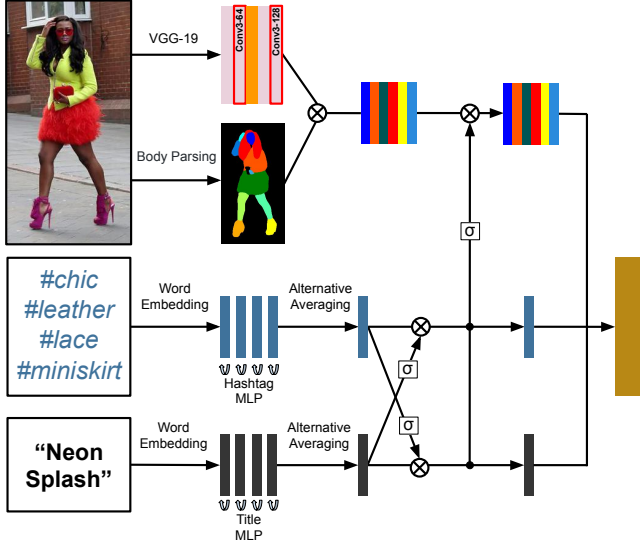 VGG-19
Conv3-64
Conv3-128
Body Parsing
σ
#chic
#leather
#lace
#miniskirt
Word
Embedding
Hashtag
MLP
Alternative
Averaging
σ
σ
“Neon
Splash”
Word
Embedding
Title
MLP
Alternative
Averaging